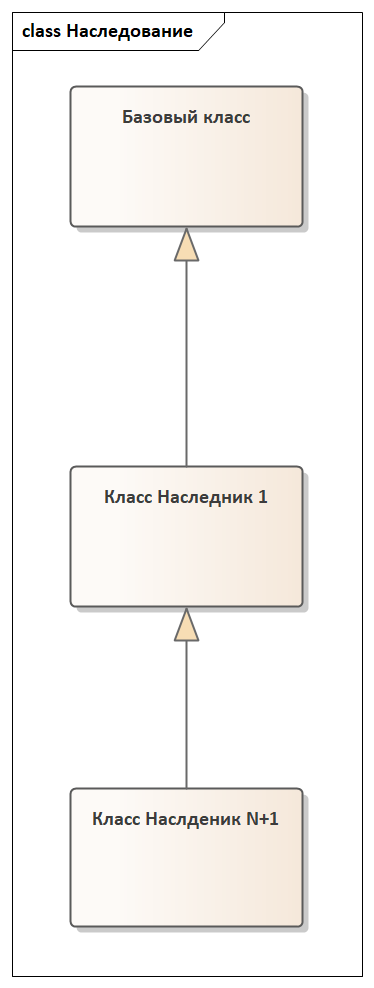 class Наследование
Базовый класс
Класс Наследник 1
Класс Наслденик N+1